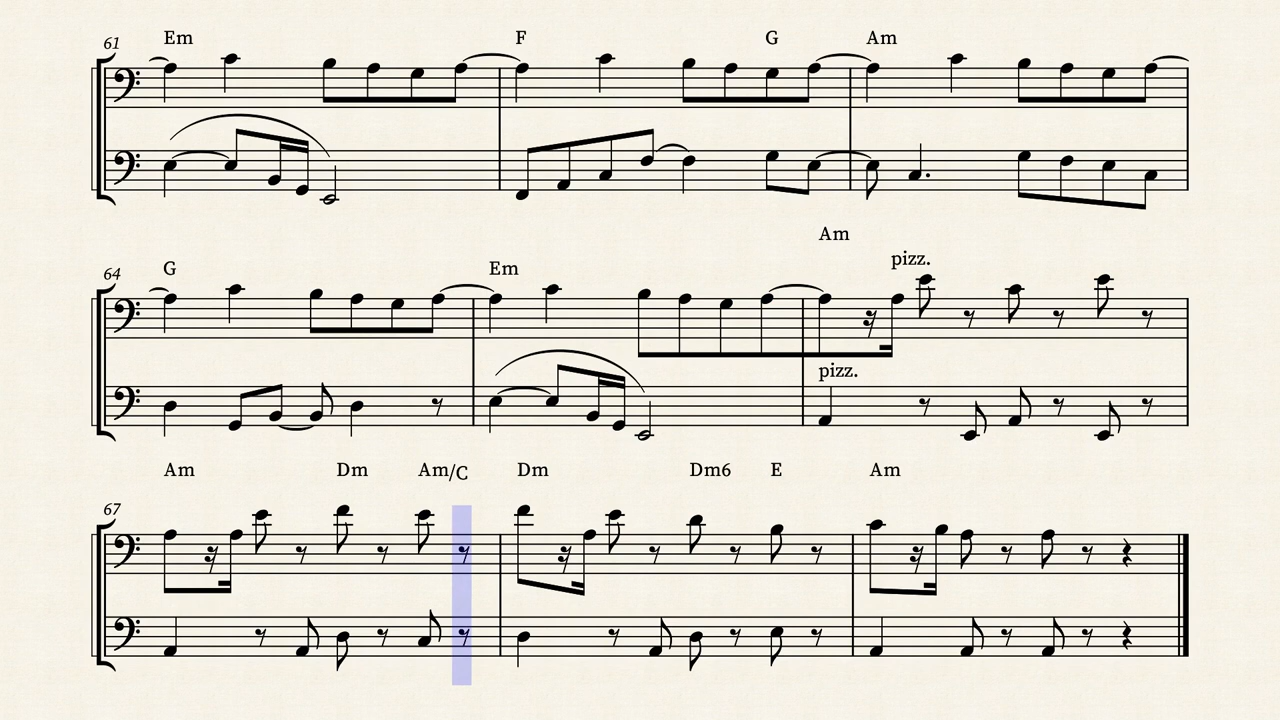 61 Em F G Am
Am
64 G Em pizz.
pizz.
67 Am Dm Am/C Dm Dm6 E Am